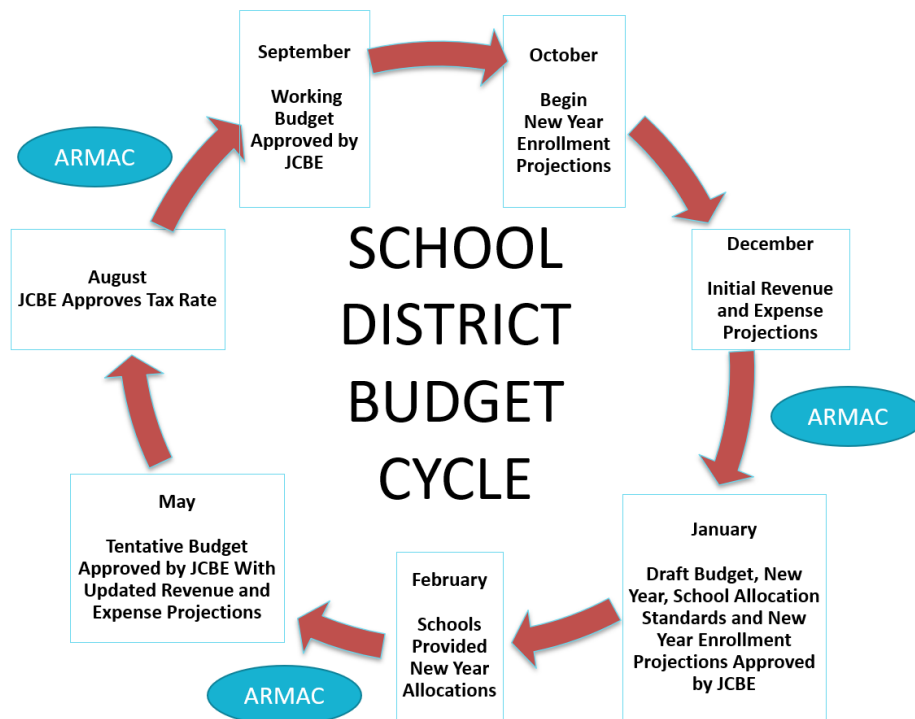 September
Working
Budget
Approved by
JCBE
October
Begin
New Year
Enrollment
Projections
ARMAC
SCHOOL
DISTRICT
BUDGET
CYCLE
December
Initial Revenue
and Expense
Projections
August
JCBE Approves Tax Rate
ARMAC
January
Draft Budget, New
Year, School Allocation
Standards and New
Year Enrollment
Projections Approved
by JCBE
February
Schools
Provided
New Year
Allocations
May
Tentative Budget
Approved by JCBE With
Updated Revenue and
Expense Projections
ARMAC